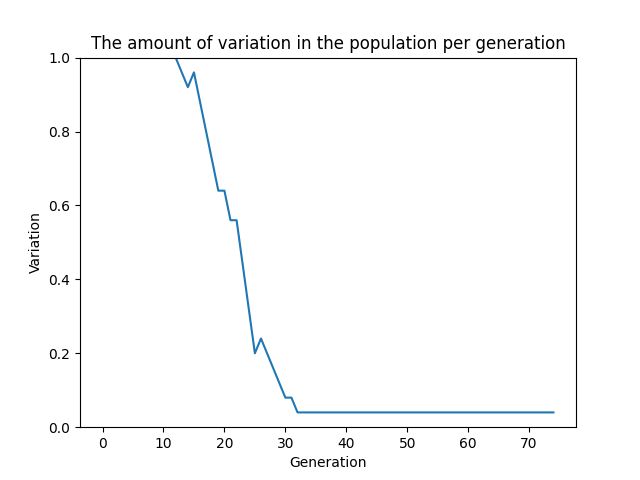 The amount of variation in the population per generation
1.0
0.8
0.6
0.4
0.2
0.0
Variation
0 10 20 30 40 50 60 70
Generation